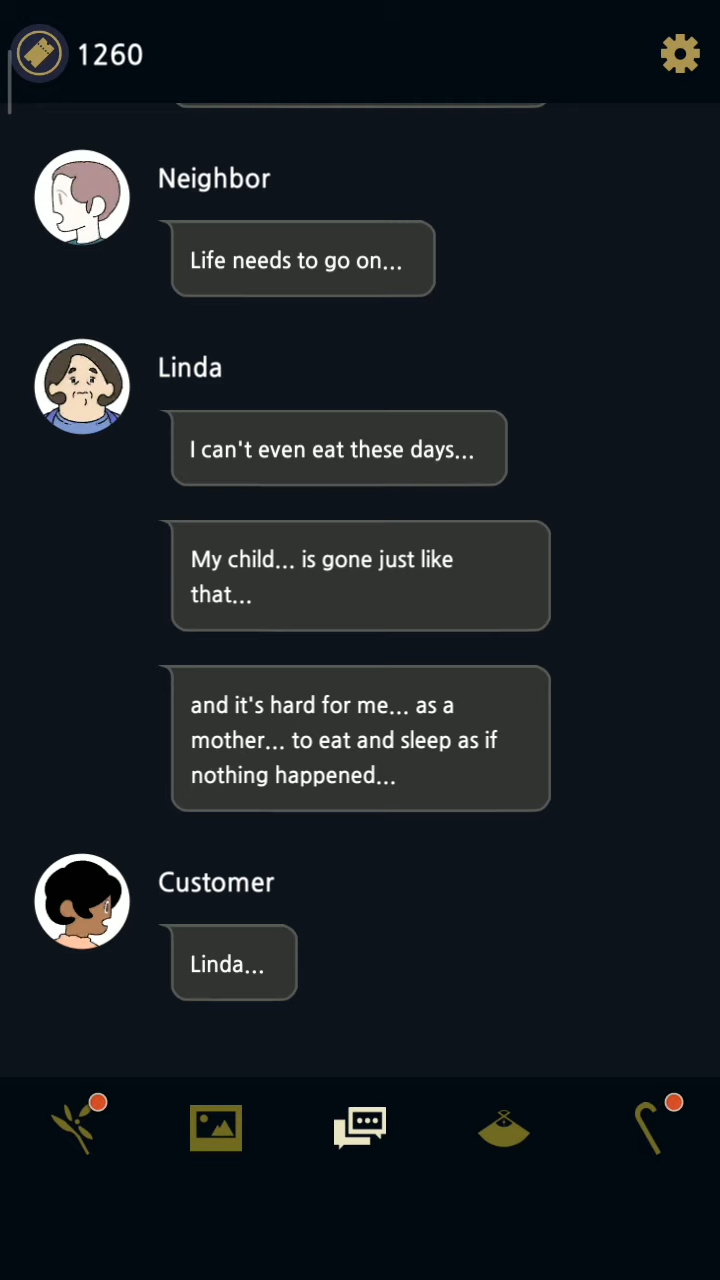 1260
Neighbor
Life needs to go on...
Linda
I can't even eat these days...
My child... is gone just like
that...
and it's hard for me... as a
mother... to eat and sleep as if
nothing happened...
Customer
Linda...